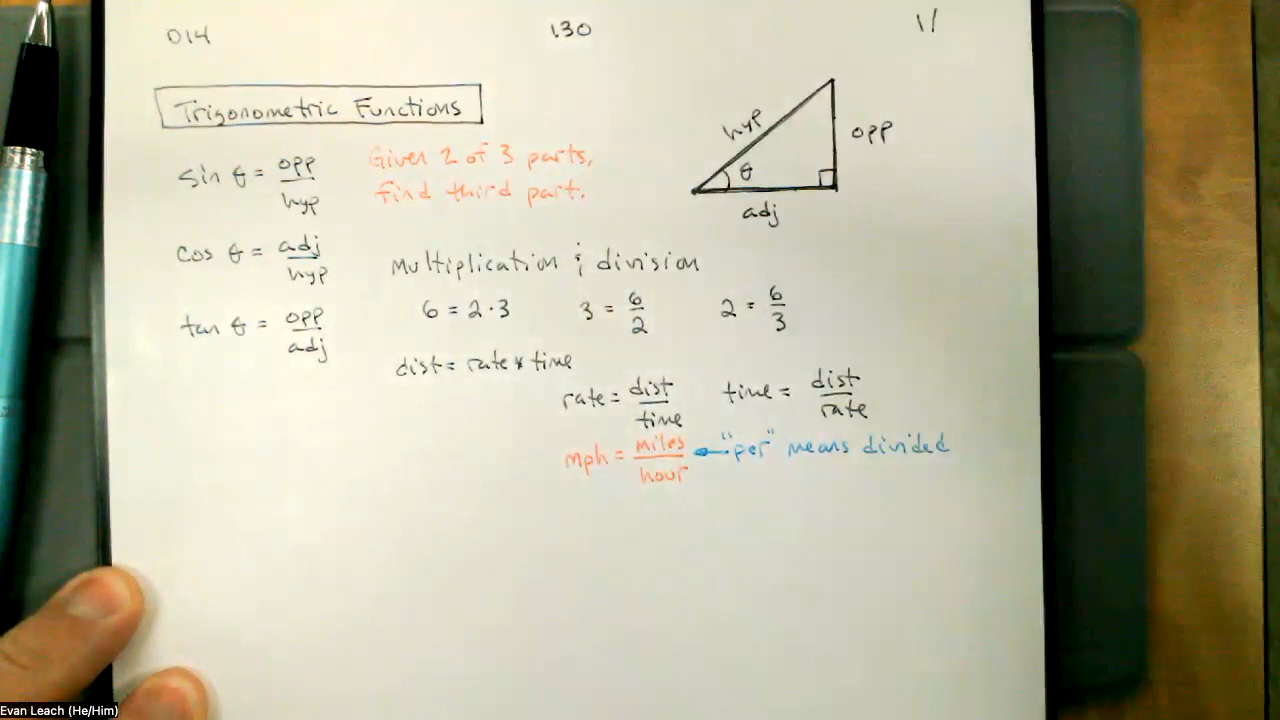 014 130 1/
Trigonometric Functions
sin θ = opp/hyp
Given 2 of 3 parts,
find third part.
hyp
θ
opp
adj
cos θ = adj/hyp
Multiplication & division
6 = 2 · 3 3 = 6/2 2 = 6/3
tan θ = opp/adj
dist = rate * time
rate = dist/time time = dist/rate
mph = miles/hour ← "per" means divided
Evan Leach (He/Him)